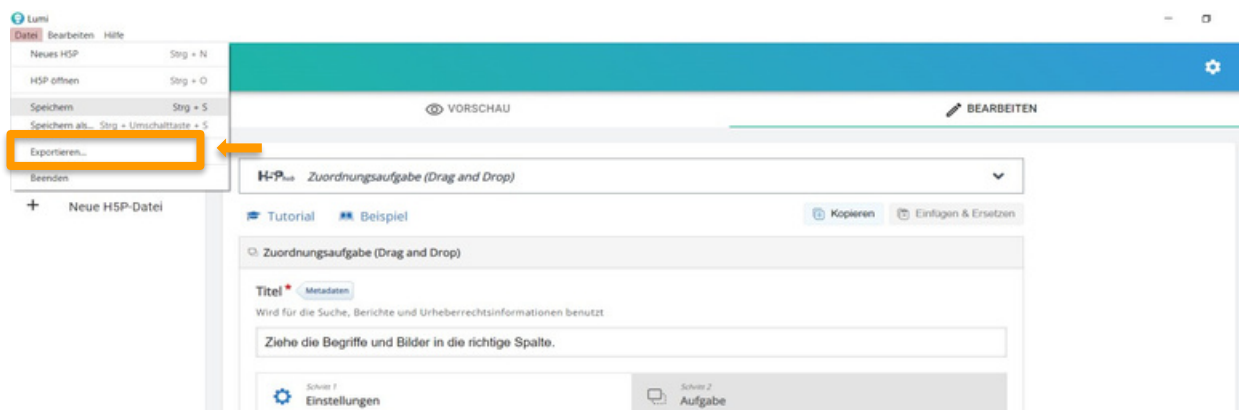 Lumi
Datei Bearbeiten Hilfe
Neues H5P Strg + N
H5P öffnen Strg + O
Speichern Strg + S
Speichern als... Strg + Umschalttaste + S
Exportieren...
Beenden
+ Neue H5P-Datei
VORSCHAU
BEARBEITEN
H5P Zuordnungsaufgabe (Drag and Drop)
Tutorial Beispiel
Kopieren Einfügen & Ersetzen
Zuordnungsaufgabe (Drag and Drop)
Titel * Metadaten
Wird für die Suche, Berichte und Urheberrechtsinformationen benutzt
Ziehe die Begriffe und Bilder in die richtige Spalte.
Schritt 1
Einstellungen
Schritt 2
Aufgabe